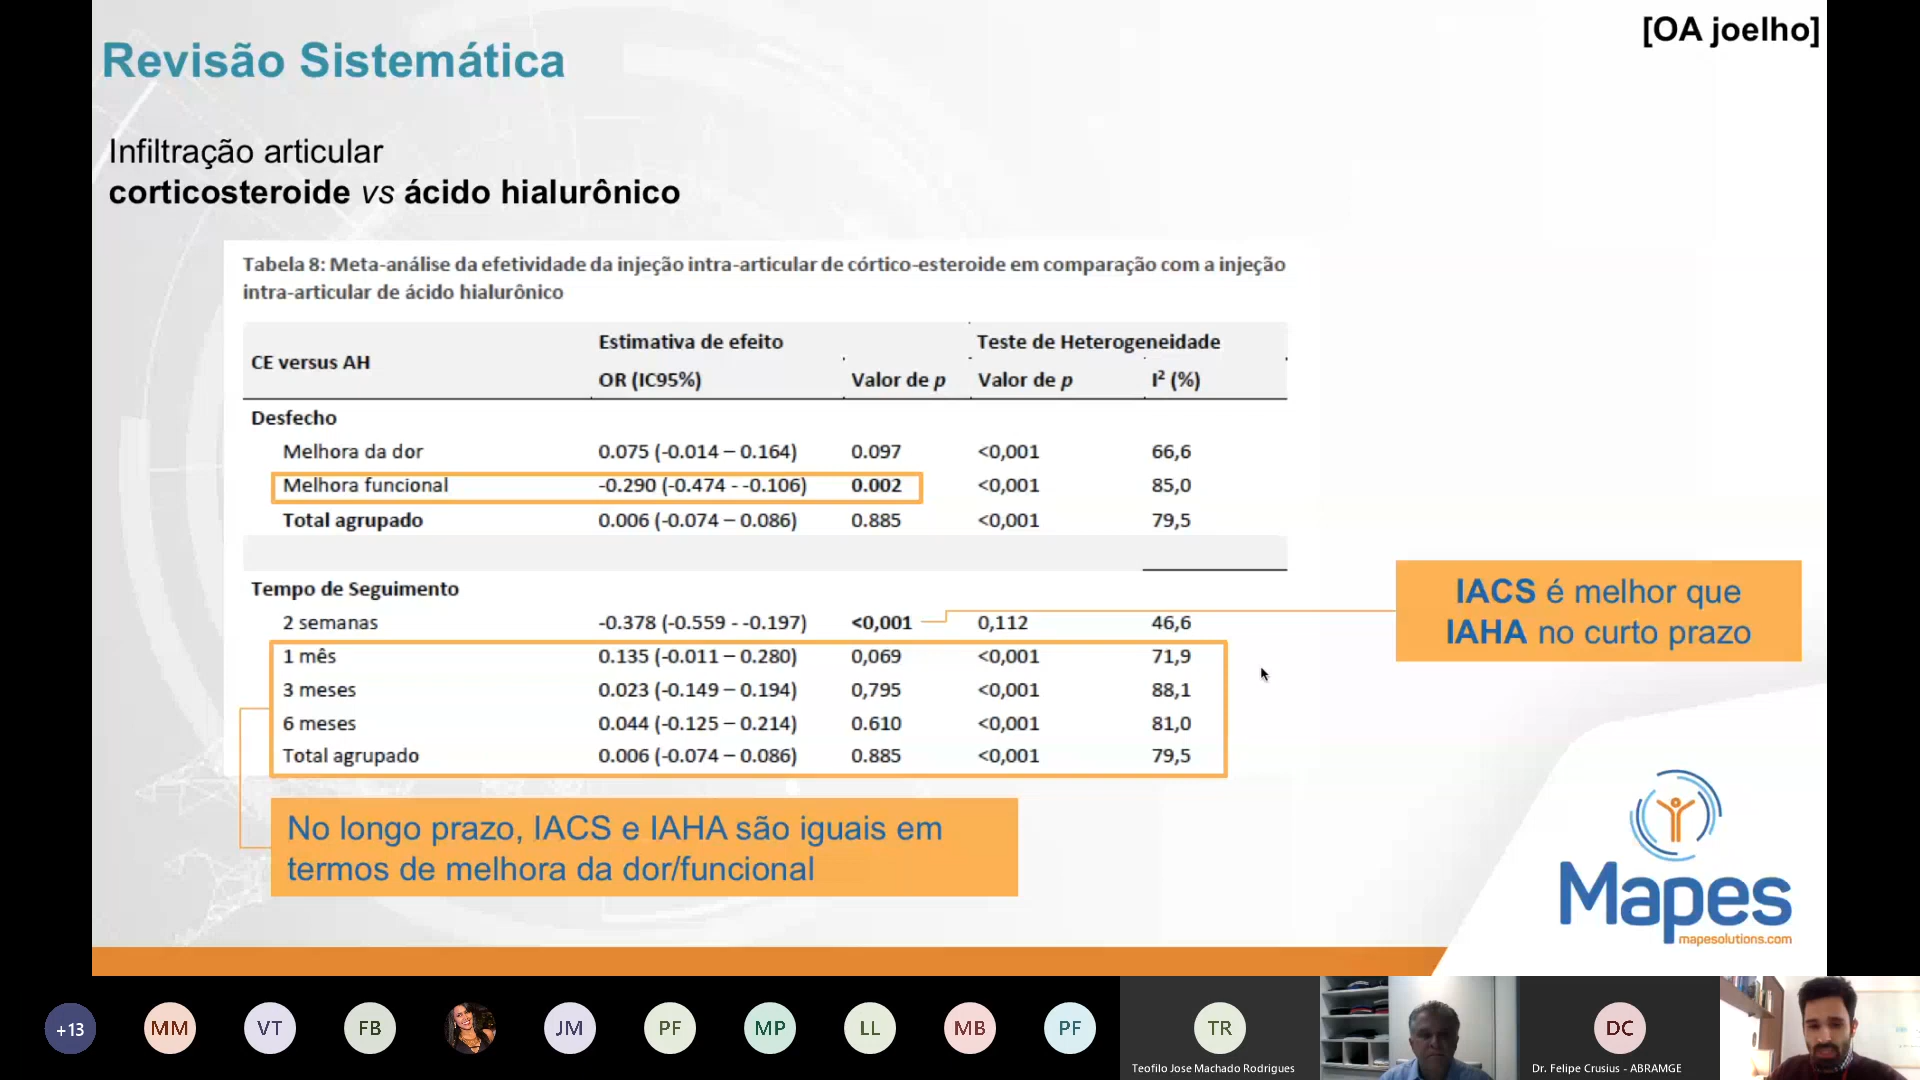 [OA joelho]
Revisão Sistemática
Infiltração articular
corticosteroide vs ácido hialurônico
Tabela 8: Meta-análise da efetividade da injeção intra-articular de córtico-esteroide em comparação com a injeção
intra-articular de ácido hialurônico
Estimativa de efeito Teste de Heterogeneidade
CE versus AH
OR (IC95%) Valor de p Valor de p I² (%)
Desfecho
Melhora da dor 0.075 (-0.014 – 0.164) 0.097 <0,001 66,6
Melhora funcional -0.290 (-0.474 - -0.106) 0.002 <0,001 85,0
Total agrupado 0.006 (-0.074 – 0.086) 0.885 <0,001 79,5
Tempo de Seguimento
2 semanas -0.378 (-0.559 - -0.197) <0,001 0,112 46,6
1 mês 0.135 (-0.011 – 0.280) 0,069 <0,001 71,9
3 meses 0.023 (-0.149 – 0.194) 0,795 <0,001 88,1
6 meses 0.044 (-0.125 – 0.214) 0.610 <0,001 81,0
Total agrupado 0.006 (-0.074 – 0.086) 0.885 <0,001 79,5
IACS é melhor que
IAHA no curto prazo
No longo prazo, IACS e IAHA são iguais em
termos de melhora da dor/funcional
Mapes
mapesolutions.com
+13 MM VT FB JM PF MP LL MB PF TR DC
Teofilo Jose Machado Rodrigues
Dr. Felipe Crusius - ABRAMGE